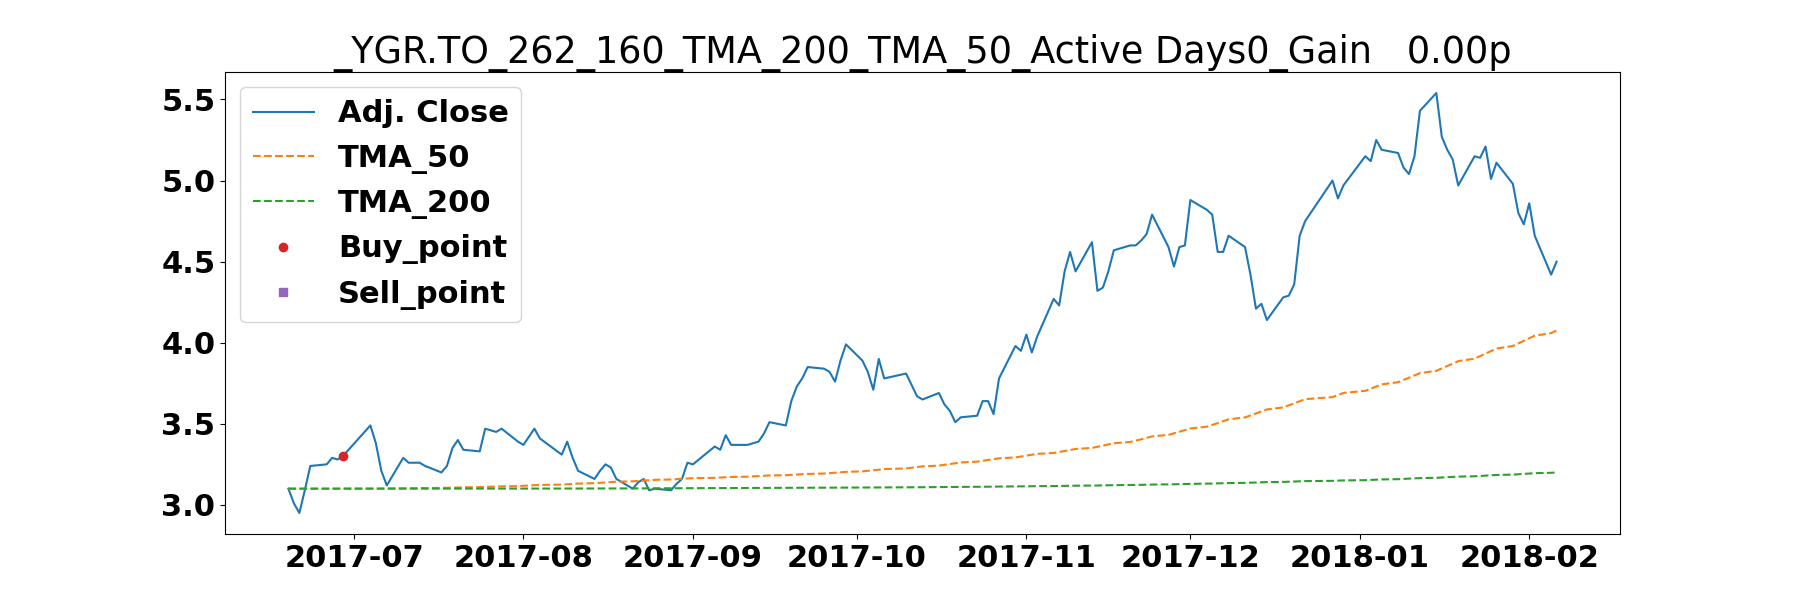 _YGR.TO_262_160_TMA_200_TMA_50_Active Days0_Gain   0.00p
5.5
5.0
4.5
4.0
3.5
3.0
Adj. Close
TMA_50
TMA_200
Buy_point
Sell_point
2017-07 2017-08 2017-09 2017-10 2017-11 2017-12 2018-01 2018-02